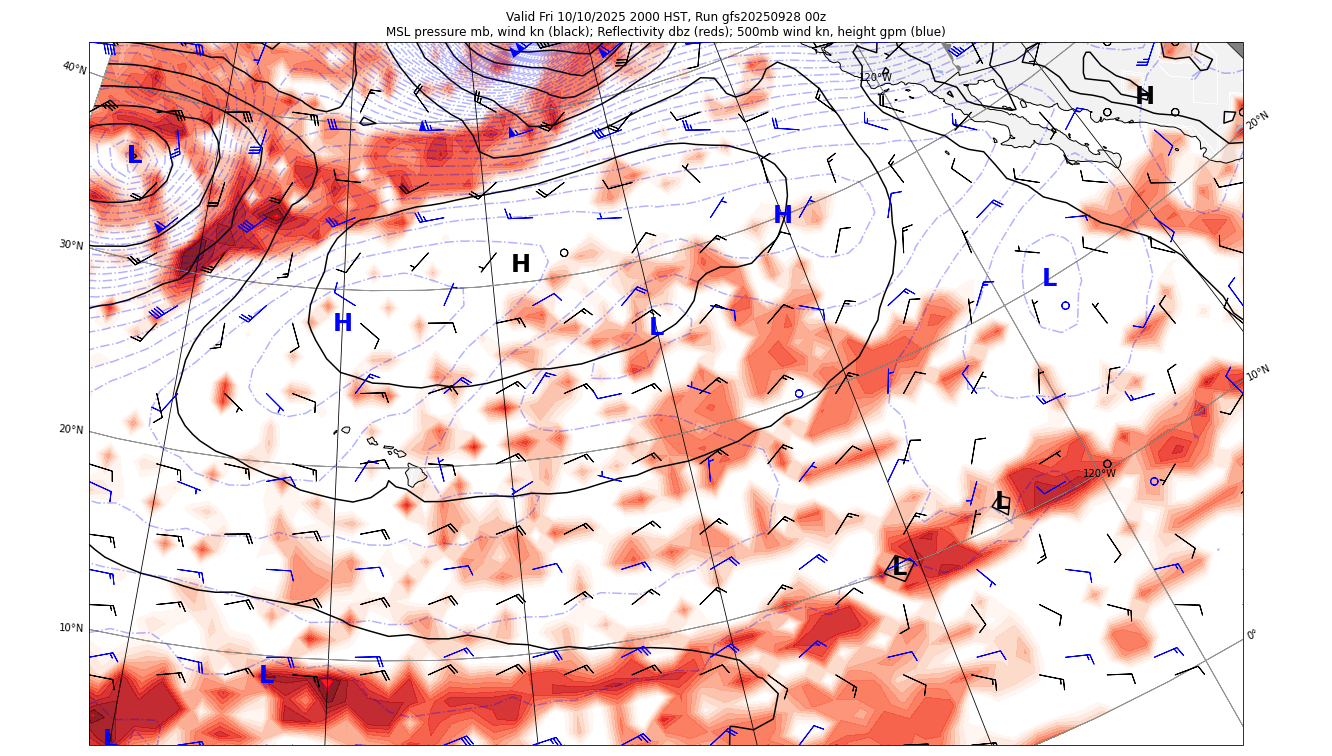 Valid Fri 10/10/2025 2000 HST, Run gfs20250928 00z
MSL pressure mb, wind kn (black); Reflectivity dbz (reds); 500mb wind kn, height gpm (blue)
40°N
120°W
H
20°N
L
30°N
H
H
L
H
L
10°N
20°N
120°W
L
L
10°N
0°
L
L